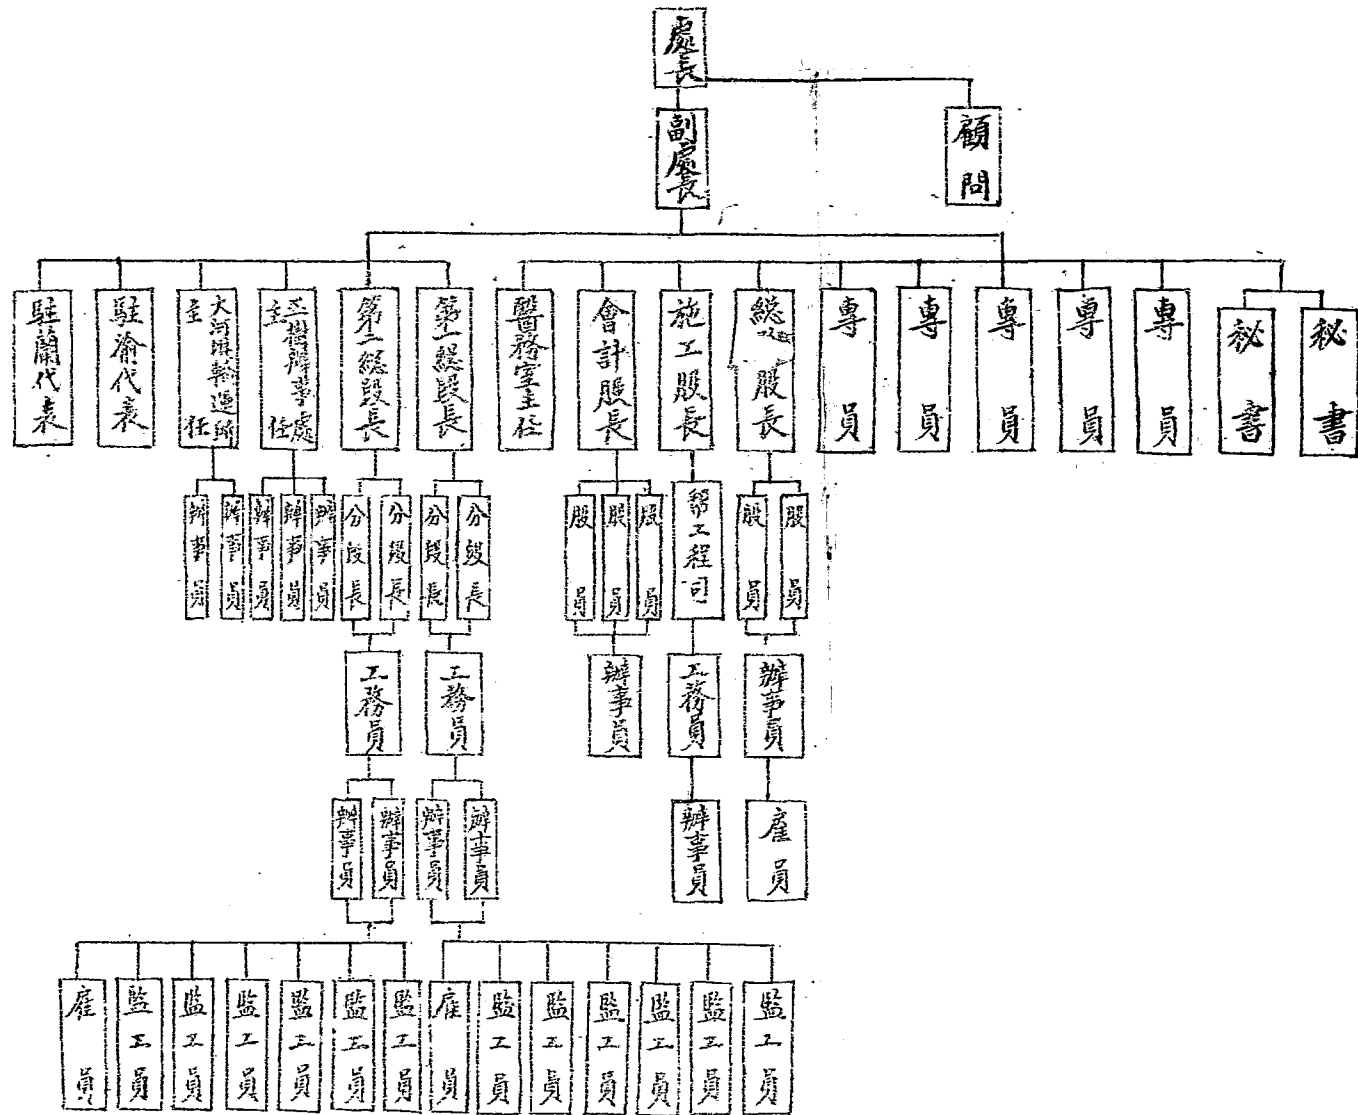 處長
副處長
顧問
秘書
秘書
專員
專員
專員
專員
專員
總 股長
施工股長
會計股長
醫務室主任
第一總段長
第二總段長
玉樹辦事處
主任
大河壩轉運
主任
駐渝代表
駐蘭代表
股員
股員
幫工程司
股員
股員
股員
分段長
分段長
分段長
分段長
辦事員
辦事員
辦事員
辦事員
辦事員
辦事員
工務員
辦事員
工務員
工務員
雇員
辦事員
辦事員
辦事員
辦事員
辦事員
監工員
監工員
監工員
監工員
監工員
監工員
雇員
監工員
監工員
監工員
監工員
監工員
監工員
雇員